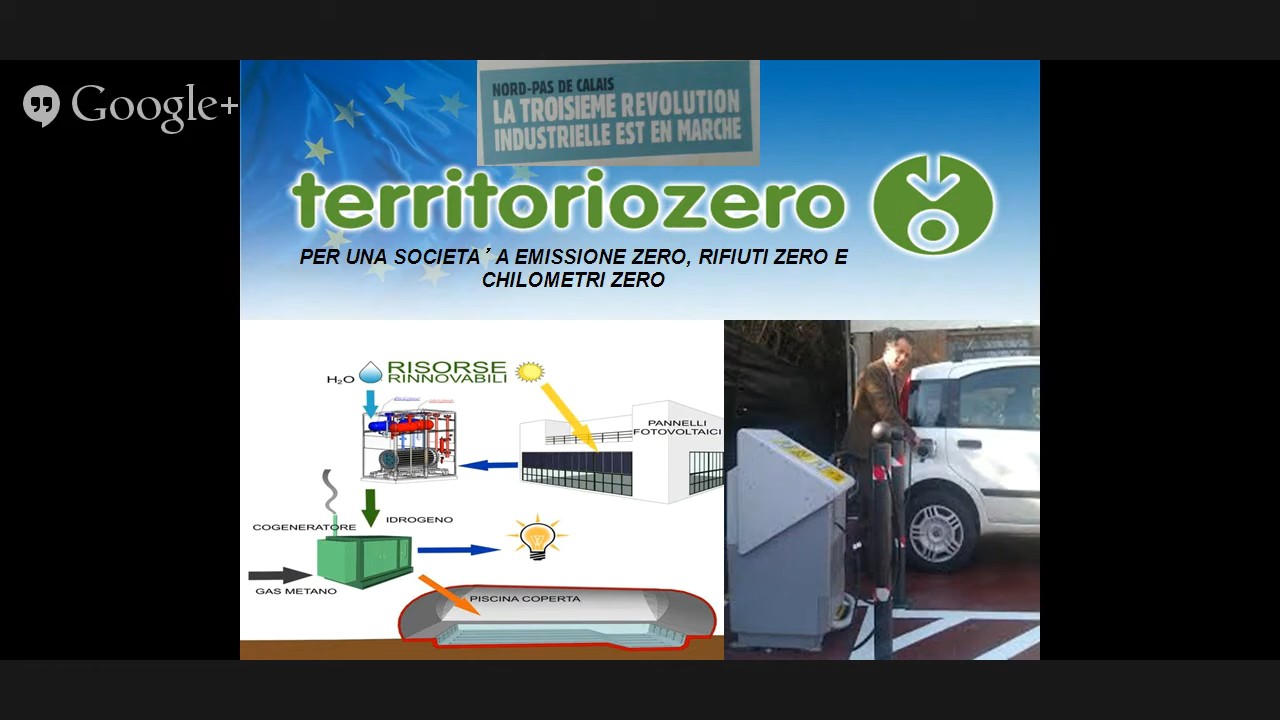 Google+
NORD-PAS DE CALAIS
LA TROISIEME REVOLUTION
INDUSTRIELLE EST EN MARCHE
territoriozero
PER UNA SOCIETA´ A EMISSIONE ZERO, RIFIUTI ZERO E
CHILOMETRI ZERO
H₂O
RISORSE
RINNOVABILI
PANNELLI
FOTOVOLTAICI
COGENERATORE
IDROGENO
GAS METANO
PISCINA COPERTA